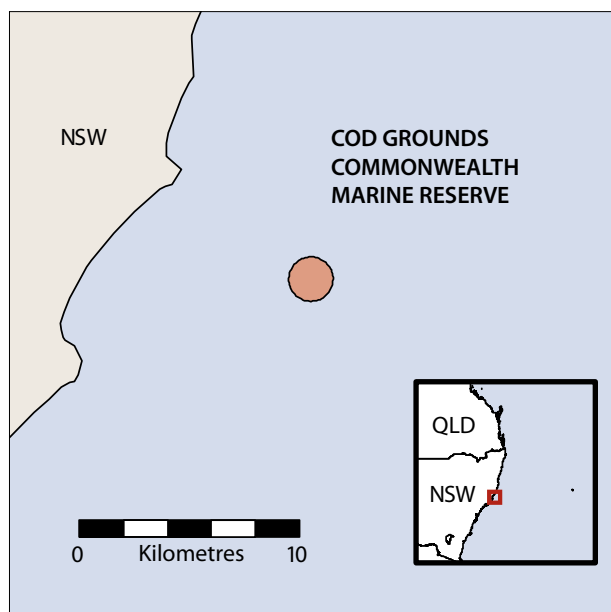 NSW
COD GROUNDS
COMMONWEALTH
MARINE RESERVE
QLD
NSW
0 Kilometres 10